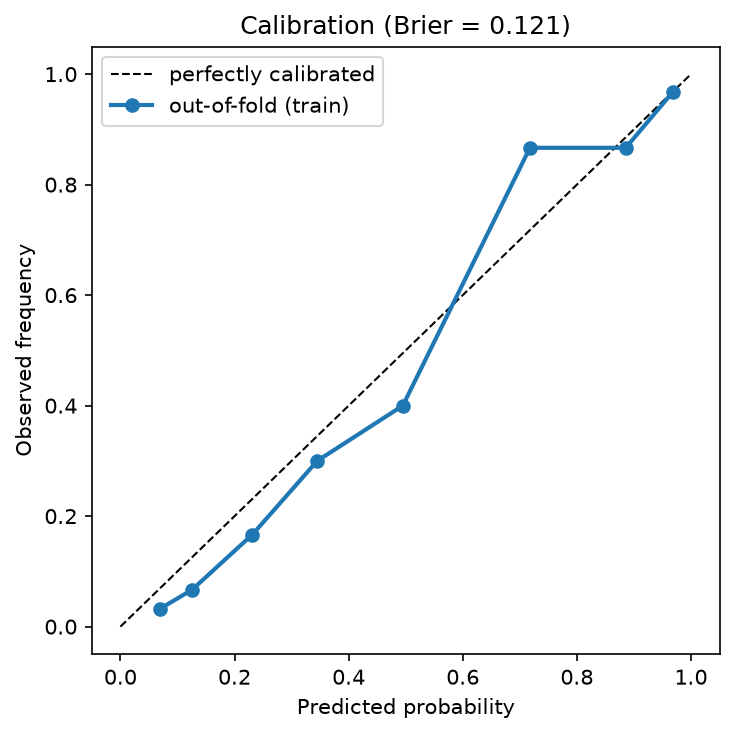 Calibration (Brier = 0.121)
perfectly calibrated
out-of-fold (train)
Observed frequency
1.0
0.8
0.6
0.4
0.2
0.0
0.0 0.2 0.4 0.6 0.8 1.0
Predicted probability